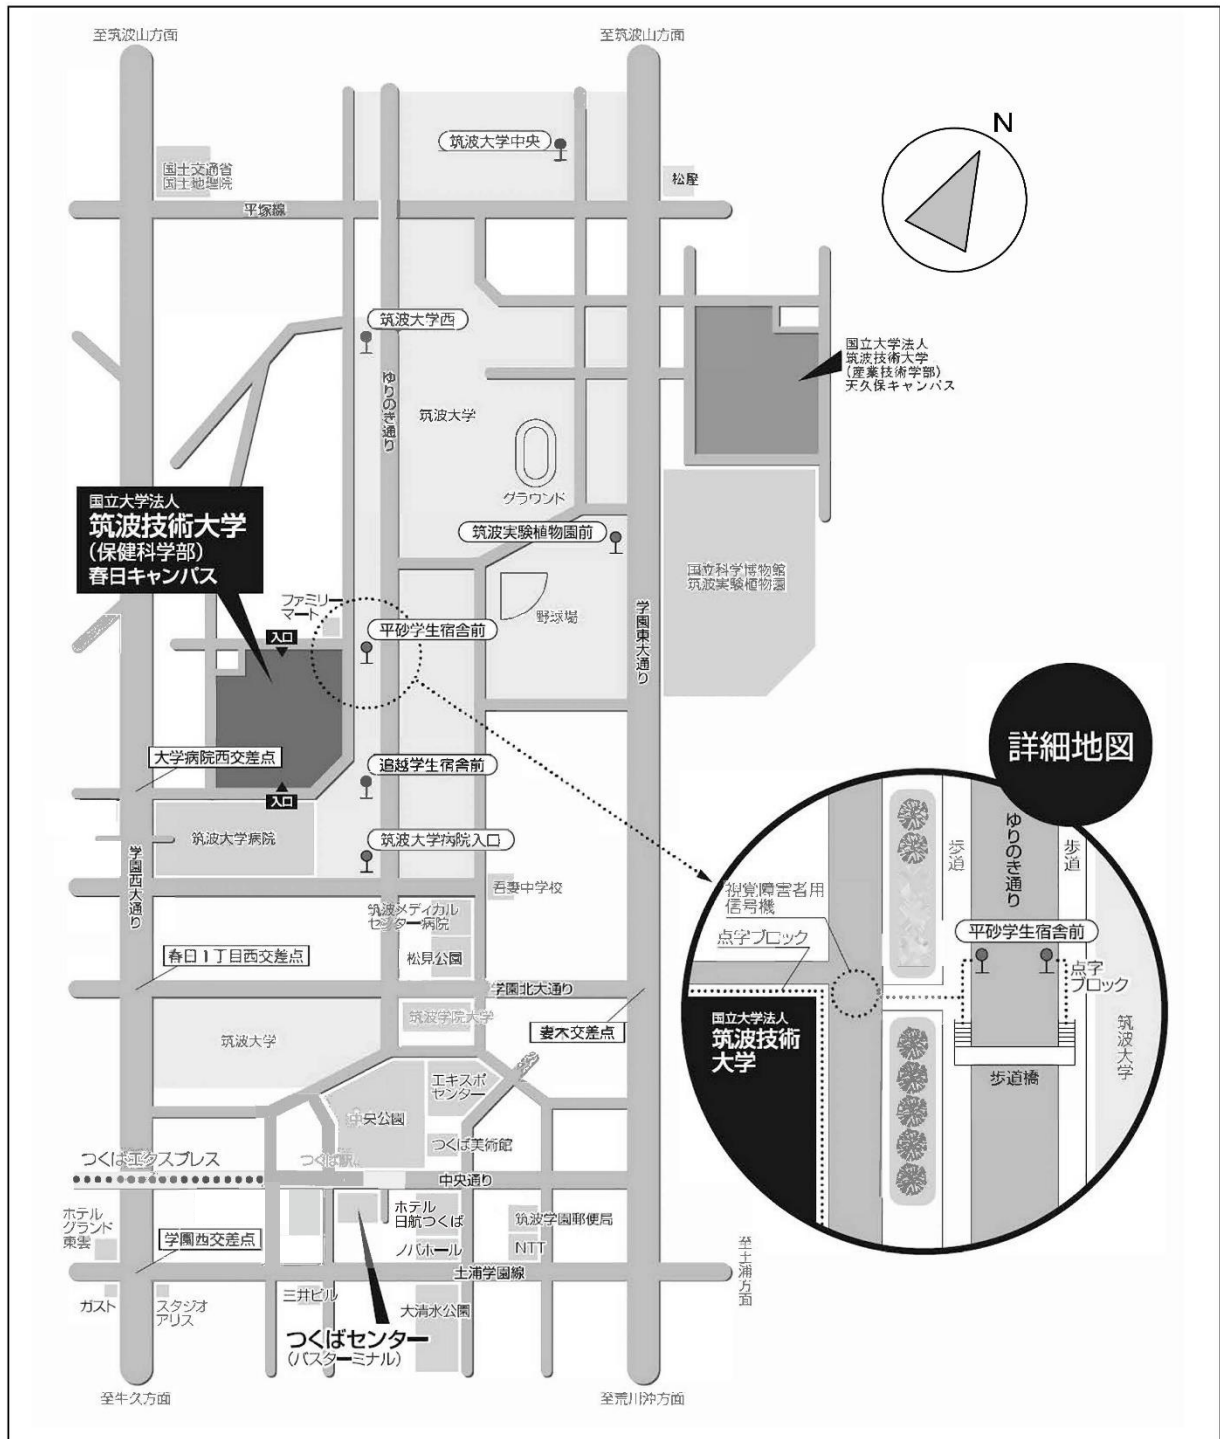 至筑波山方面
至筑波山方面
N
筑波大学中央
国土交通省
国土地理院
松屋
平塚線
筑波大学西
国立大学法人
筑波技術大学
(産業技術学部)
天久保キャンパス
ゆりのき通り
筑波大学
グラウンド
国立大学法人
筑波技術大学
(保健科学部)
春日キャンパス
筑波実験植物園前
国立科学博物館
筑波実験植物園
ファミリー
マート
野球場
学園東大通り
平砂学生宿舎前
入口
大学病院西交差点
追越学生宿舎前
入口
筑波大学病院
筑波大学病院入口
学園西大通り
吾妻中学校
筑波メディカル
センター病院
松見公園
春日1丁目西交差点
学園北大通り
筑波学院大学
筑波大学
妻木交差点
エキスポ
センター
中央公園
つくば美術館
つくばエクスプレス
つくば駅
中央通り
ホテル
グランド
東雲
ホテル
日航つくば
筑波学園郵便局
学園西交差点
ノバホール
NTT
土浦学園線
至土浦方面
ガスト
スタジオ
アリス
三井ビル
大清水公園
つくばセンター
(バスターミナル)
至牛久方面
至荒川沖方面
詳細地図
ゆりのき通り
歩道
歩道
視覚障害者用
信号機
点字ブロック
平砂学生宿舎前
点字
ブロック
国立大学法人
筑波技術
大学
歩道橋
筑波大学